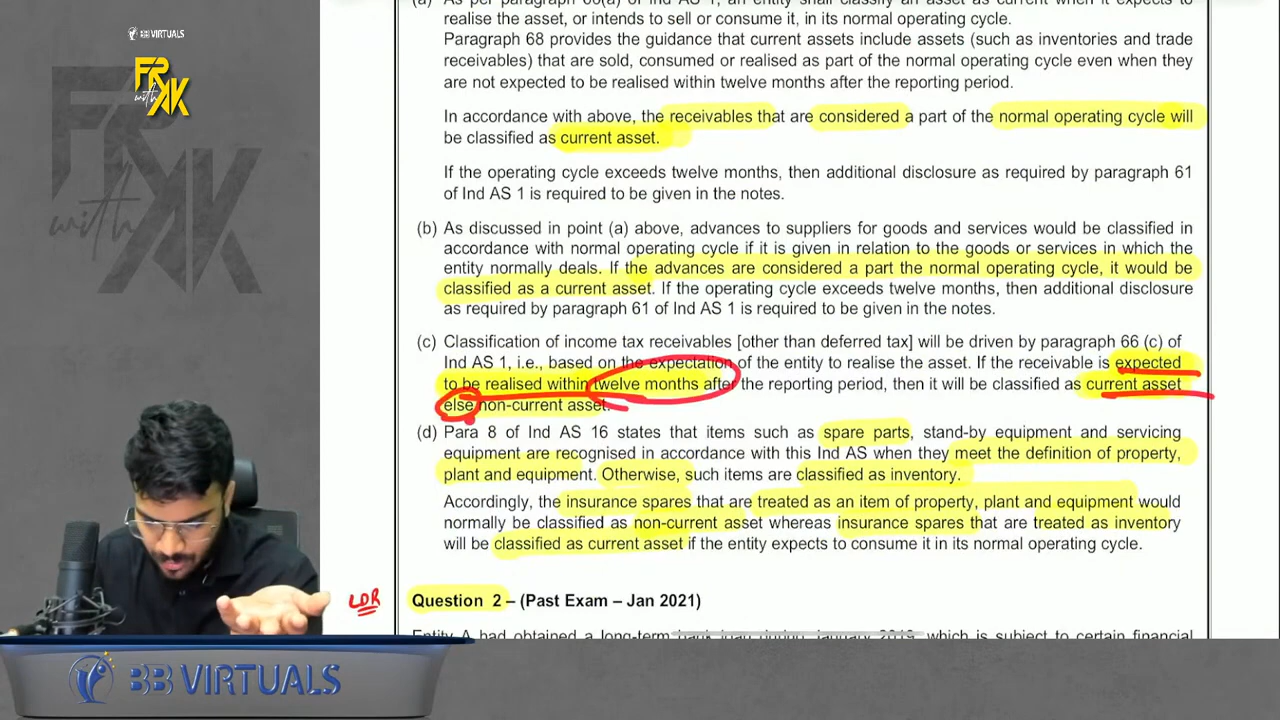 BB VIRTUALS
FR
with
AK
FR
with
AK
(a) As per paragraph 66(a) of Ind AS 1, an entity shall classify an asset as current when it expects to
realise the asset, or intends to sell or consume it, in its normal operating cycle.
Paragraph 68 provides the guidance that current assets include assets (such as inventories and trade
receivables) that are sold, consumed or realised as part of the normal operating cycle even when they
are not expected to be realised within twelve months after the reporting period.
In accordance with above, the receivables that are considered a part of the normal operating cycle will
be classified as current asset.
If the operating cycle exceeds twelve months, then additional disclosure as required by paragraph 61
of Ind AS 1 is required to be given in the notes.
(b) As discussed in point (a) above, advances to suppliers for goods and services would be classified in
accordance with normal operating cycle if it is given in relation to the goods or services in which the
entity normally deals. If the advances are considered a part the normal operating cycle, it would be
classified as a current asset. If the operating cycle exceeds twelve months, then additional disclosure
as required by paragraph 61 of Ind AS 1 is required to be given in the notes.
(c) Classification of income tax receivables [other than deferred tax] will be driven by paragraph 66 (c) of
Ind AS 1, i.e., based on the expectation of the entity to realise the asset. If the receivable is expected
to be realised within twelve months after the reporting period, then it will be classified as current asset
else non-current asset.
(d) Para 8 of Ind AS 16 states that items such as spare parts, stand-by equipment and servicing
equipment are recognised in accordance with this Ind AS when they meet the definition of property,
plant and equipment. Otherwise, such items are classified as inventory.
Accordingly, the insurance spares that are treated as an item of property, plant and equipment would
normally be classified as non-current asset whereas insurance spares that are treated as inventory
will be classified as current asset if the entity expects to consume it in its normal operating cycle.
LDR
Question 2 – (Past Exam – Jan 2021)
Entity A had obtained a long-term bank loan during January 2019, which is subject to certain financial
BB VIRTUALS